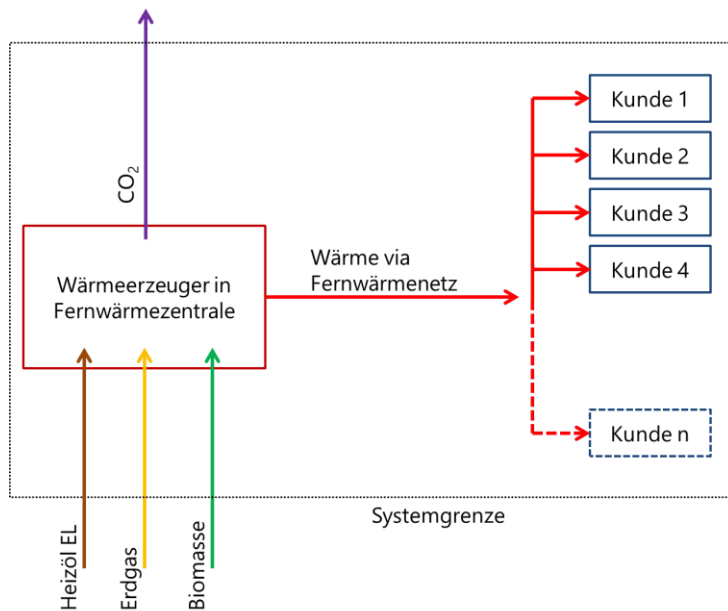 CO₂
Wärmeerzeuger in
Fernwärmezentrale
Wärme via
Fernwärmenetz
Kunde 1
Kunde 2
Kunde 3
Kunde 4
Kunde n
Systemgrenze
Heizöl EL
Erdgas
Biomasse